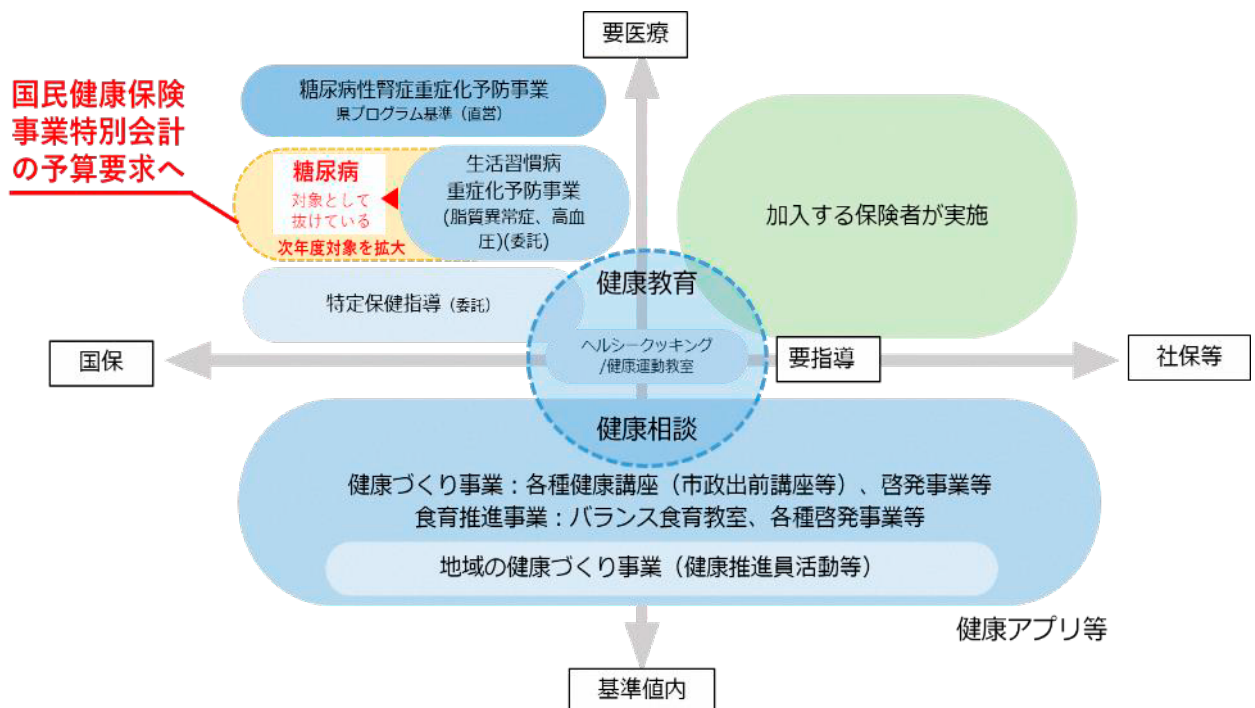 要医療
国民健康保険
事業特別会計
の予算要求へ
糖尿病性腎症重症化予防事業
県プログラム基準（直営）
糖尿病
対象として
抜けている
次年度対象を拡大
生活習慣病
重症化予防事業
(脂質異常症、高血
圧)(委託)
加入する保険者が実施
特定保健指導（委託）
健康教育
ヘルシークッキング
/健康運動教室
国保
要指導
社保等
健康相談
健康づくり事業：各種健康講座（市政出前講座等）、啓発事業等
食育推進事業：バランス食育教室、各種啓発事業等
地域の健康づくり事業（健康推進員活動等）
健康アプリ等
基準値内